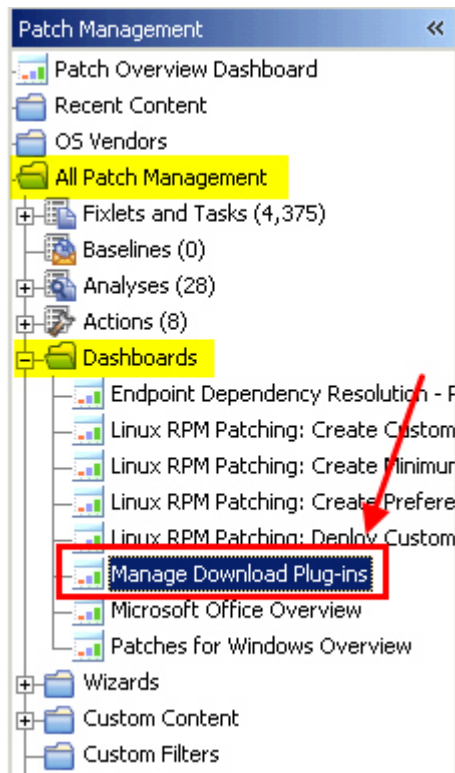 Patch Management «
Patch Overview Dashboard
Recent Content
OS Vendors
All Patch Management
Fixlets and Tasks (4,375)
Baselines (0)
Analyses (28)
Actions (8)
Dashboards
Endpoint Dependency Resolution -
Linux RPM Patching: Create Custom
Linux RPM Patching: Create Minimum
Linux RPM Patching: Create Prefere
Linux RPM Patching: Deploy Custom
Manage Download Plug-ins
Microsoft Office Overview
Patches for Windows Overview
Wizards
Custom Content
Custom Filters